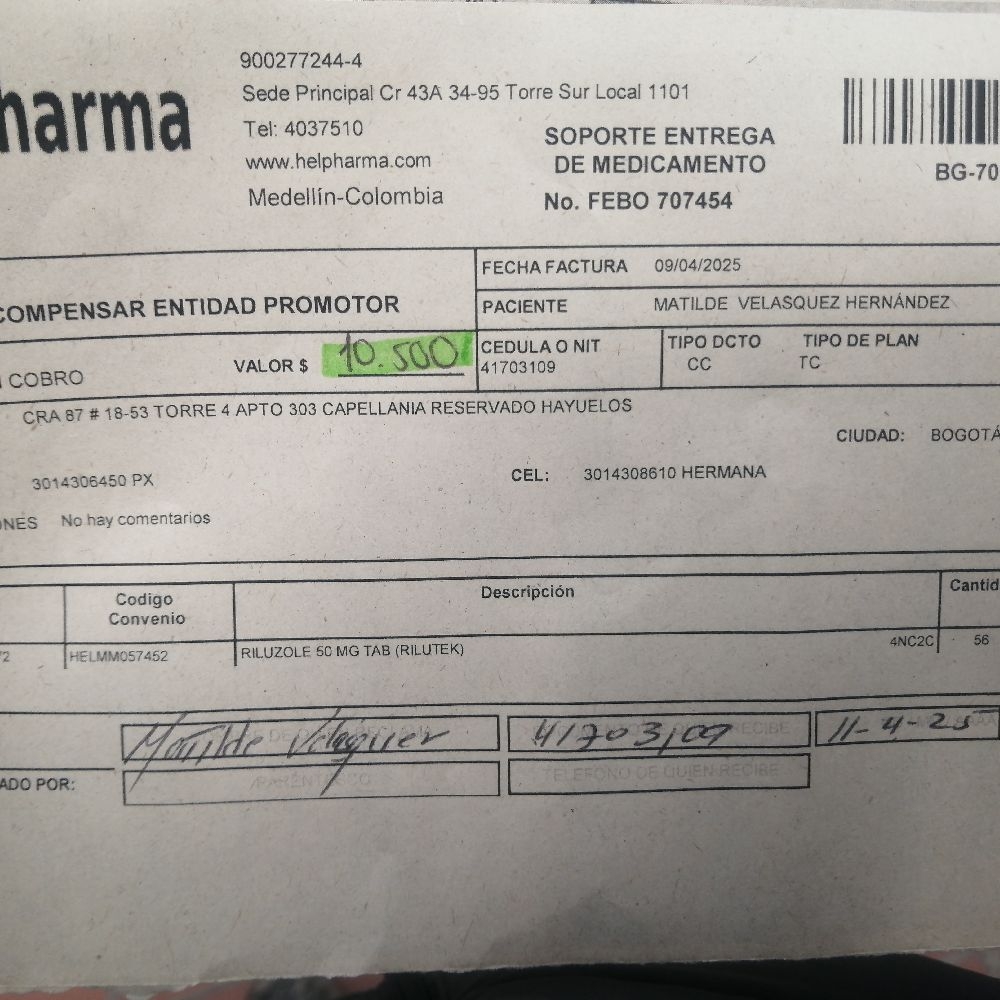 harma
900277244-4
Sede Principal Cr 43A 34-95 Torre Sur Local 1101
Tel: 4037510
www.helpharma.com
Medellín-Colombia
SOPORTE ENTREGA
DE MEDICAMENTO
No. FEBO 707454
BG-70
FECHA FACTURA 09/04/2025
COMPENSAR ENTIDAD PROMOTOR
PACIENTE MATILDE VELASQUEZ HERNÁNDEZ
COBRO VALOR $ 10.500
CEDULA O NIT
41703109
TIPO DCTO
CC
TIPO DE PLAN
TC
CRA 87 # 18-53 TORRE 4 APTO 303 CAPELLANIA RESERVADO HAYUELOS
CIUDAD: BOGOTÁ
3014306450 PX CEL: 3014308610 HERMANA
ONES No hay comentarios
Codigo
Convenio
Descripción
Cantid
2 HELMM057452 RILUZOLE 50 MG TAB (RILUTEK) 4NC2C 56
Matilde Velasquez 41703109 11-4-25
ADO POR: PARENTESCO TELEFONO DE QUIEN RECIBE